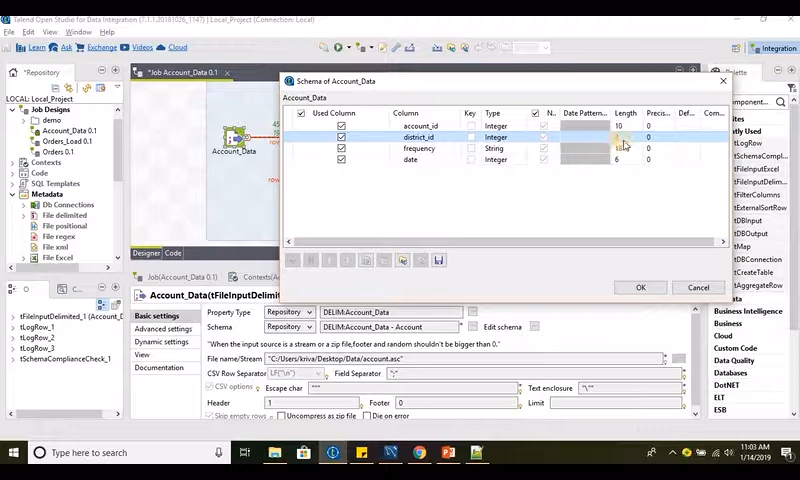 Talend Open Studio for Data Integration (7.1.1.20181026_1147) | Local_Project (Connection: Local)
File Edit View Window Help
Learn Ask Exchange Videos Cloud
Integration
*Repository
LOCAL: Local_Project
Job Designs
demo
Account_Data 0.1
Orders_Load 0.1
Orders 0.1
Contexts
Code
SQL Templates
Metadata
Db Connections
File delimited
File positional
File regex
File xml
File Excel
*Job Account_Data 0.1
Account_Data
Designer Code
Schema of Account_Data
Account_Data
Used Column Column Key Type N.. Date Pattern... Length Precis... Def... Com...
account_id Integer 10 0
district_id Integer 0
frequency String 0
date Integer 6 0
OK Cancel
Palette
omponent...
ntly Used
tLogRow
tSchemaCompl...
tFileInputExcel
tFileInputDelimi...
tFilterColumns
tExternalSortRow
tDBInput
tDBOutput
tMap
tDBConnection
tCreateTable
tAggregateRow
Business Intelligence
Business
Cloud
Custom Code
Data Quality
Databases
DotNET
ELT
ESB
O C..
tFileInputDelimited_1 (Account_D
tLogRow_1
tLogRow_2
tLogRow_3
tSchemaComplianceCheck_1
Job(Account_Data 0.1) Contexts(A
Account_Data(tFileInputDelimite
Basic settings
Advanced settings
Dynamic settings
View
Documentation
Property Type Repository DELIM:Account_Data
Schema Repository DELIM:Account_Data - Account * Edit schema
"When the input source is a stream or a zip file,footer and random shouldn't be bigger than 0."
File name/Stream "C:/Users/kriva/Desktop/Data/account.asc" *
CSV Row Separator LF("\n") Field Separator ";"
CSV options Escape char """ Text enclosure "\""
Header 1 Footer 0 Limit
Skip empty rows Uncompress as zip file Die on error
Type here to search
11:03 AM
1/14/2019